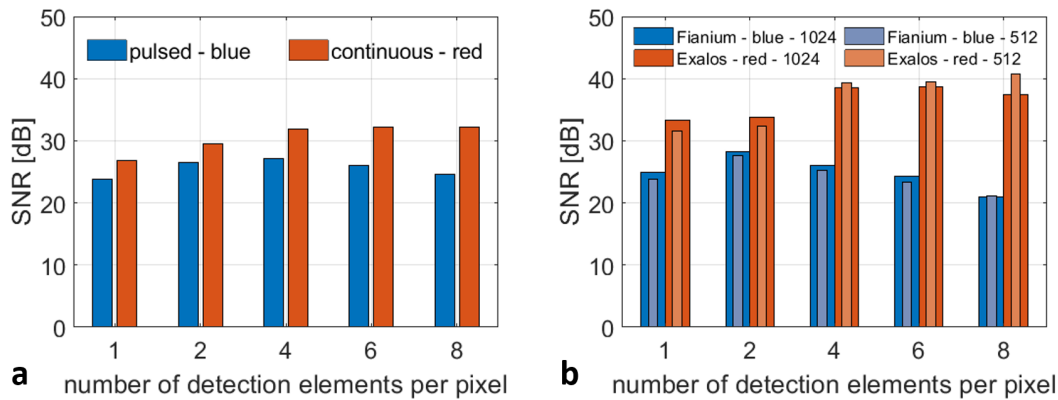 50
40
30
20
10
0
SNR [dB]
pulsed - blue
continuous - red
1 2 4 6 8
number of detection elements per pixel
a
50
40
30
20
10
0
SNR [dB]
Fianium - blue - 1024
Fianium - blue - 512
Exalos - red - 1024
Exalos - red - 512
1 2 4 6 8
number of detection elements per pixel
b